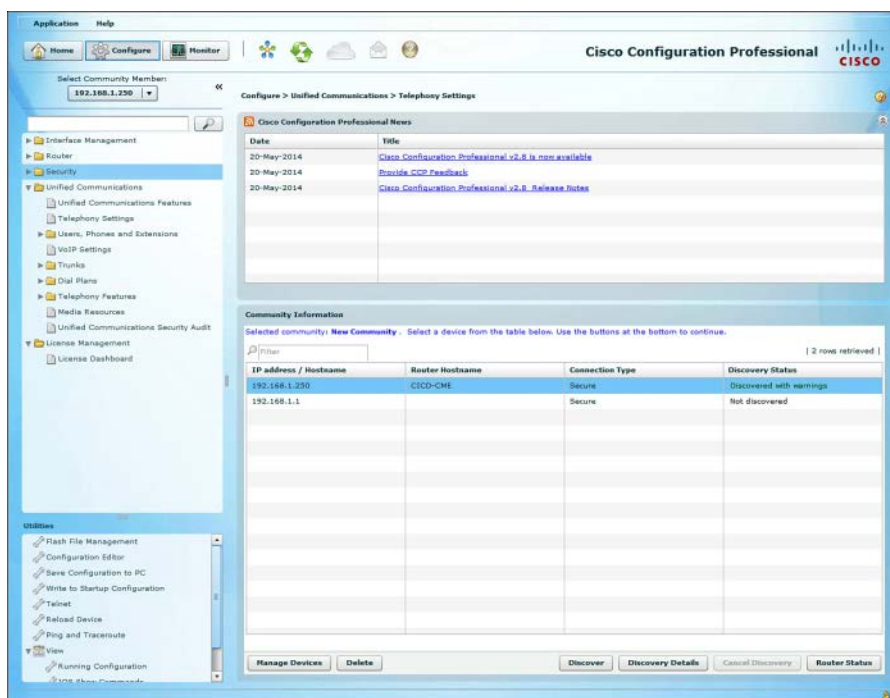 Application Help
Home Configure Monitor
Cisco Configuration Professional
CISCO
Select Community Member:
192.168.1.250
Configure > Unified Communications > Telephony Settings
Interface Management
Router
Security
Unified Communications
Unified Communications Features
Telephony Settings
Users, Phones and Extensions
VoIP Settings
Trunks
Dial Plans
Telephony Features
Media Resources
Unified Communications Security Audit
License Management
License Dashboard
Utilities
Flash File Management
Configuration Editor
Save Configuration to PC
Write to Startup Configuration
Telnet
Reload Device
Ping and Traceroute
View
Running Configuration
IOS Show Commands
Cisco Configuration Professional News
Date Title
20-May-2014 Cisco Configuration Professional v2.8 is now available
20-May-2014 Provide CCP Feedback
20-May-2014 Cisco Configuration Professional v2.8 Release Notes
Community Information
Selected community: New Community . Select a device from the table below. Use the buttons at the bottom to continue.
Filter
| 2 rows retrieved |
IP address / Hostname Router Hostname Connection Type Discovery Status
192.168.1.250 CICD-CME Secure Discovered with warnings
192.168.1.1 Secure Not discovered
Manage Devices Delete Discover Discovery Details Cancel Discovery Router Status